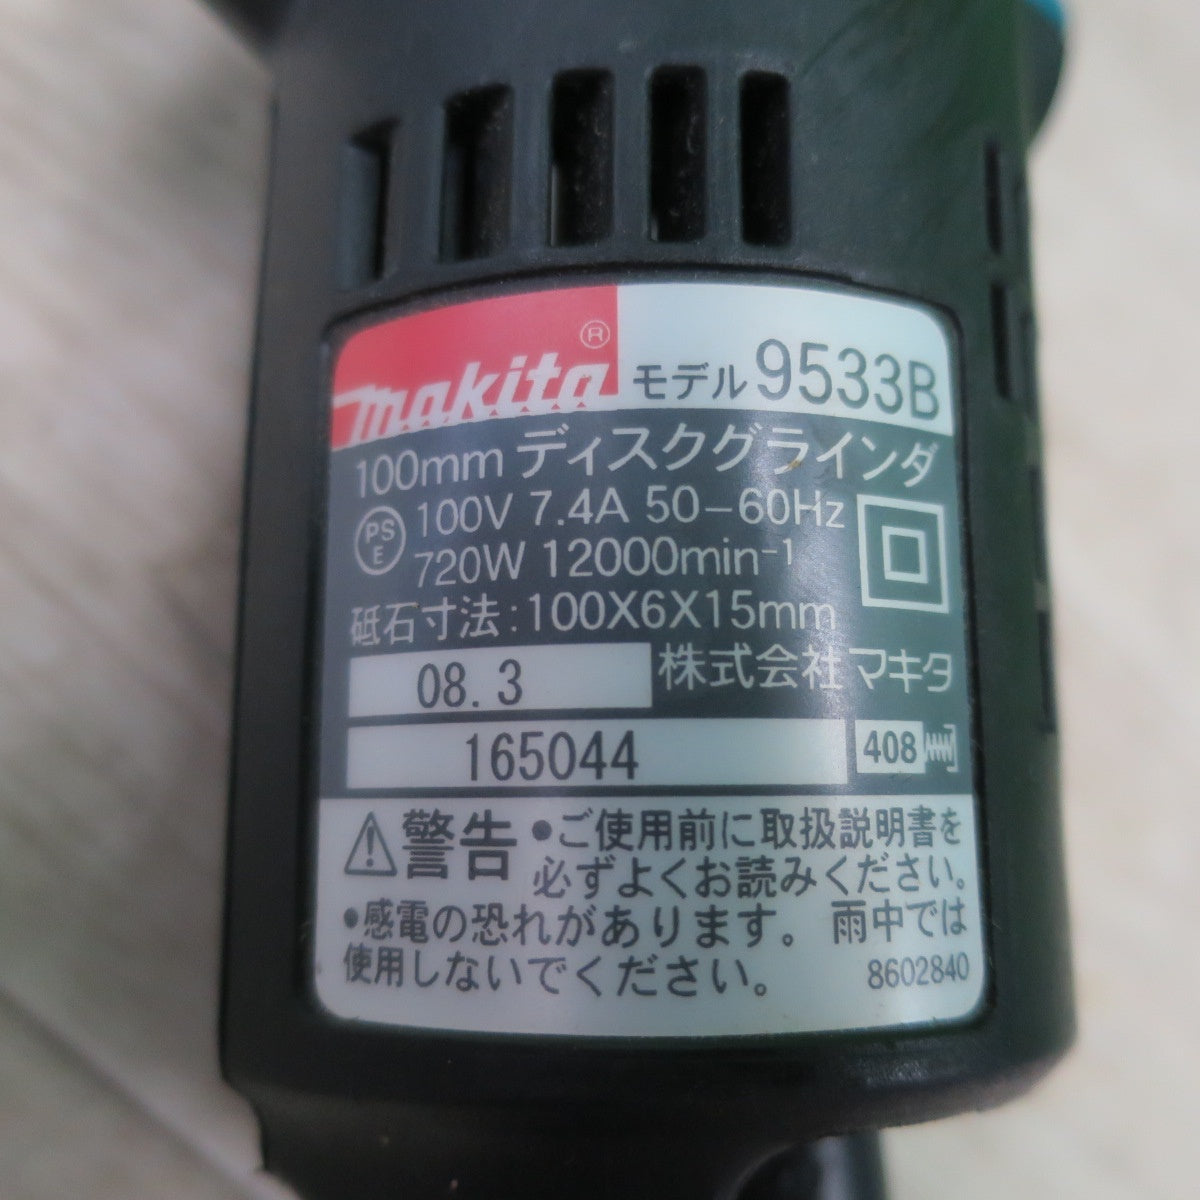 makita®
モデル 9533B
100mm ディスクグラインダ
PS
E
100V 7.4A 50-60Hz
720W 12000min⁻¹
砥石寸法:100X6X15mm
08.3 株式会社マキタ
165044 408
警告 •ご使用前に取扱説明書を
必ずよくお読みください。
•感電の恐れがあります。雨中では
使用しないでください。 8602840